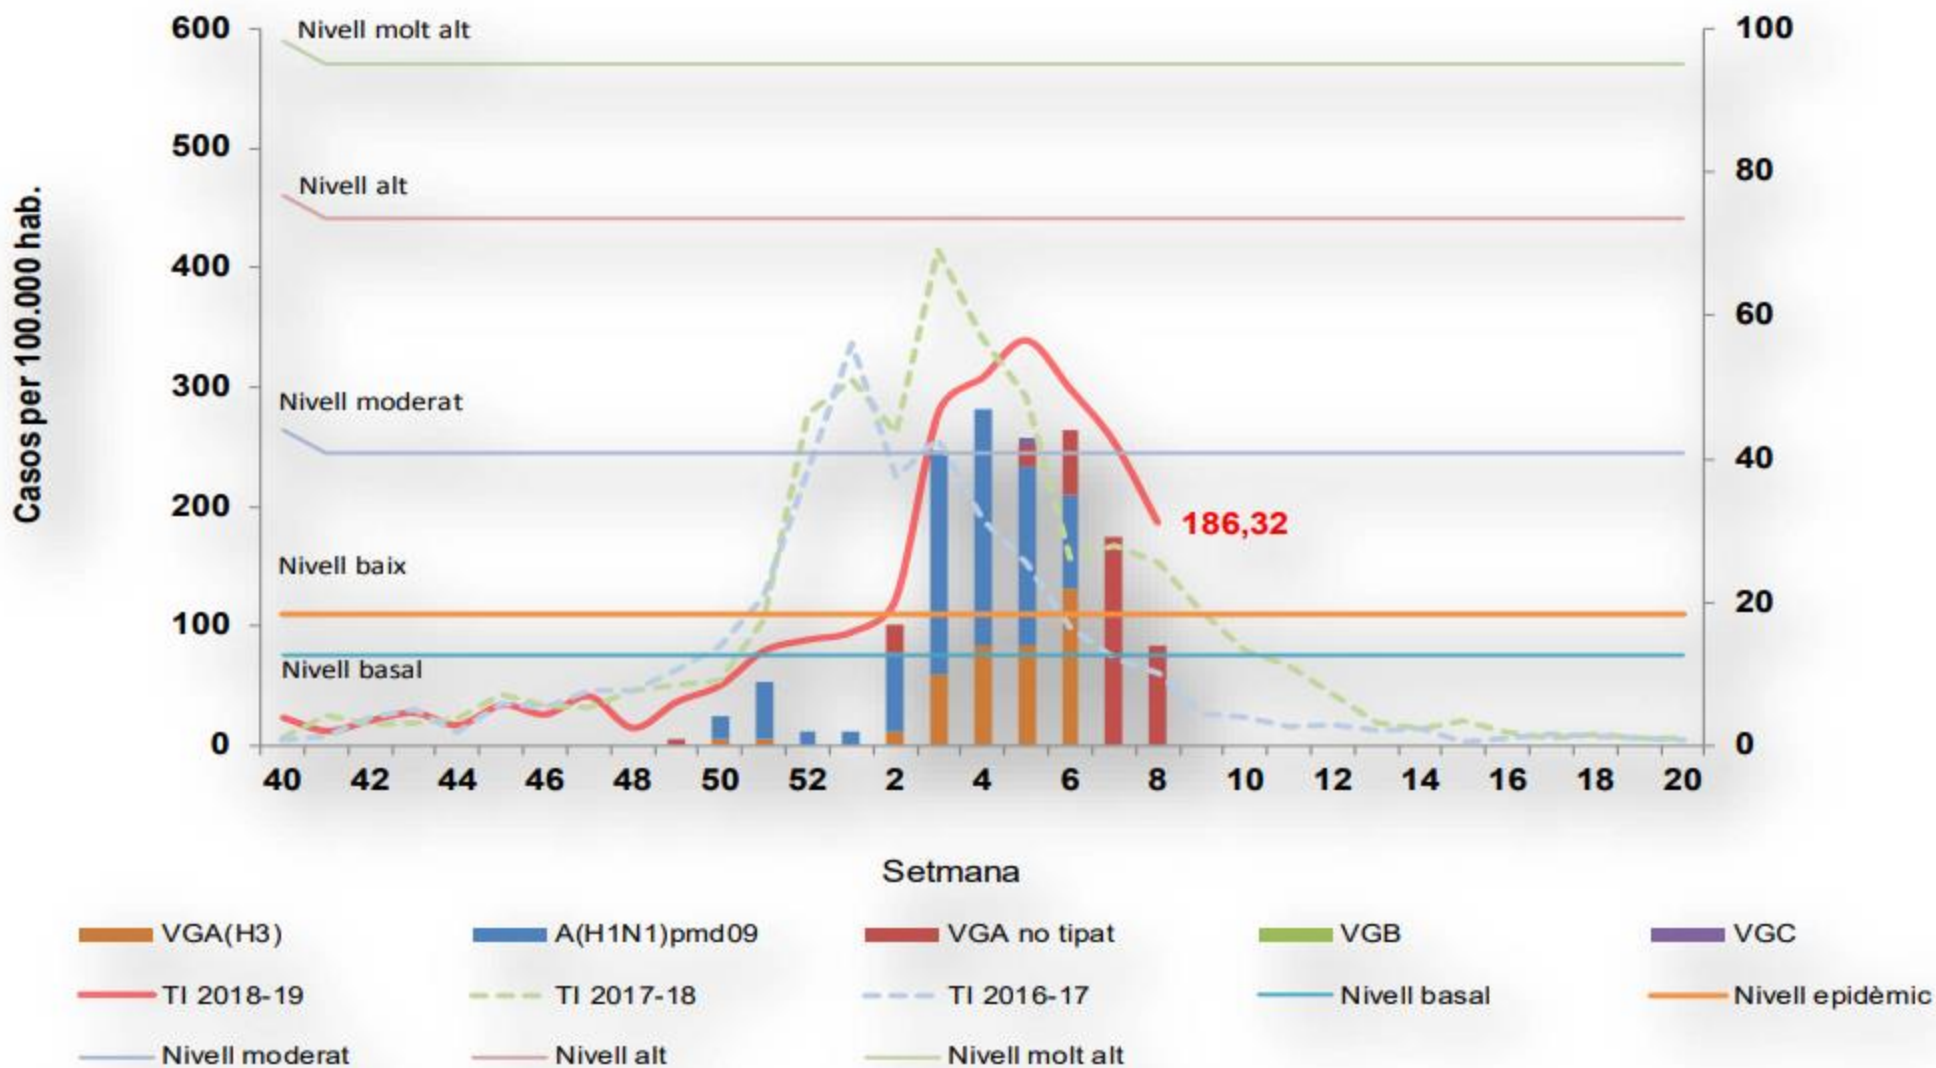 600
500
400
300
200
100
0
100
80
60
40
20
0
Casos per 100.000 hab.
Nivell molt alt
Nivell alt
Nivell moderat
Nivell baix
Nivell basal
186,32
40 42 44 46 48 50 52 2 4 6 8 10 12 14 16 18 20
Setmana
VGA(H3) A(H1N1)pmd09 VGA no tipat VGB VGC
TI 2018-19 TI 2017-18 TI 2016-17 Nivell basal Nivell epidèmic
Nivell moderat Nivell alt Nivell molt alt